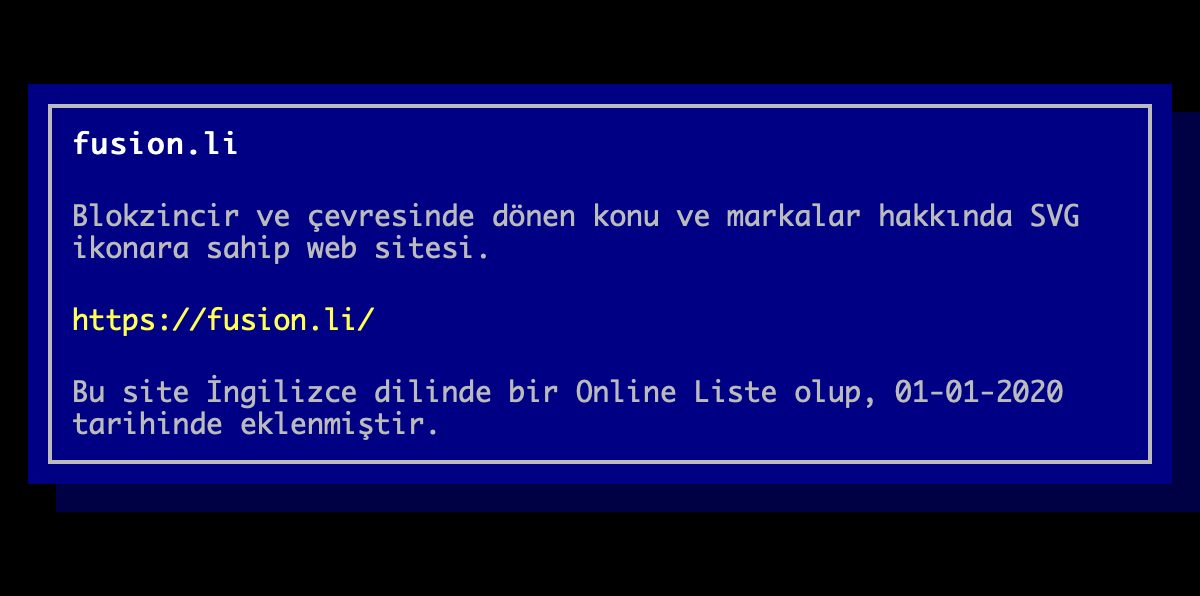 fusion.li
Blokzincir ve çevresinde dönen konu ve markalar hakkında SVG
ikonara sahip web sitesi.
https://fusion.li/
Bu site İngilizce dilinde bir Online Liste olup, 01-01-2020
tarihinde eklenmiştir.